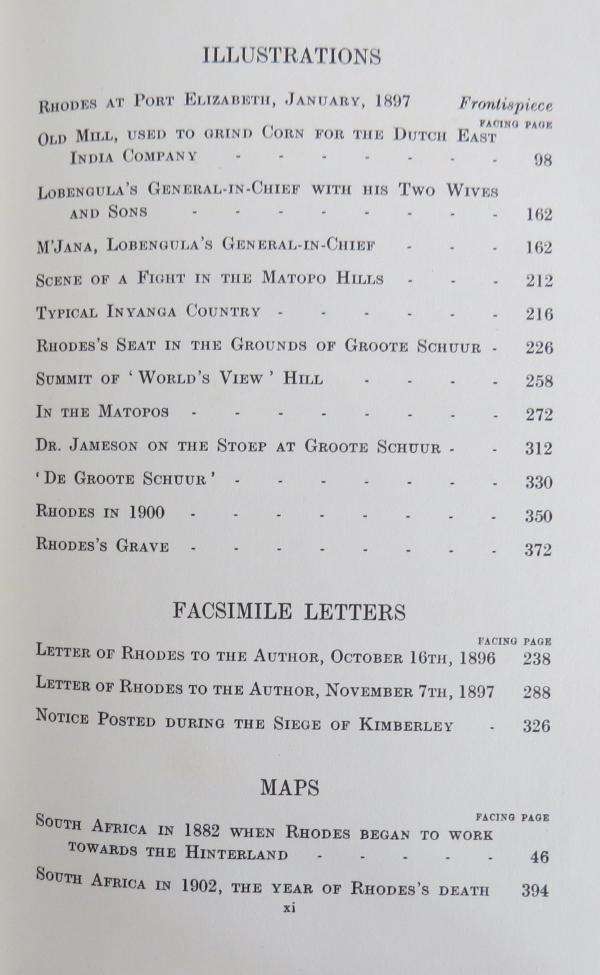 ILLUSTRATIONS
RHODES AT PORT ELIZABETH, JANUARY, 1897 Frontispiece
FACING PAGE
OLD MILL, USED TO GRIND CORN FOR THE DUTCH EAST
INDIA COMPANY - - - - - - - 98
LOBENGULA'S GENERAL-IN-CHIEF WITH HIS TWO WIVES
AND SONS - - - - - - - - 162
M'JANA, LOBENGULA'S GENERAL-IN-CHIEF - - - 162
SCENE OF A FIGHT IN THE MATOPO HILLS - - - 212
TYPICAL INYANGA COUNTRY - - - - - - 216
RHODES'S SEAT IN THE GROUNDS OF GROOTE SCHUUR - 226
SUMMIT OF ' WORLD'S VIEW ' HILL - - - - 258
IN THE MATOPOS - - - - - - - - 272
DR. JAMESON ON THE STOEP AT GROOTE SCHUUR - - 312
' DE GROOTE SCHUUR ' - - - - - - - 330
RHODES IN 1900 - - - - - - - - 350
RHODES'S GRAVE - - - - - - - - 372
FACSIMILE LETTERS
FACING PAGE
LETTER OF RHODES TO THE AUTHOR, OCTOBER 16TH, 1896 238
LETTER OF RHODES TO THE AUTHOR, NOVEMBER 7TH, 1897 288
NOTICE POSTED DURING THE SIEGE OF KIMBERLEY - 326
MAPS
FACING PAGE
SOUTH AFRICA IN 1882 WHEN RHODES BEGAN TO WORK
TOWARDS THE HINTERLAND - - - - - 46
SOUTH AFRICA IN 1902, THE YEAR OF RHODES'S DEATH 394
xi